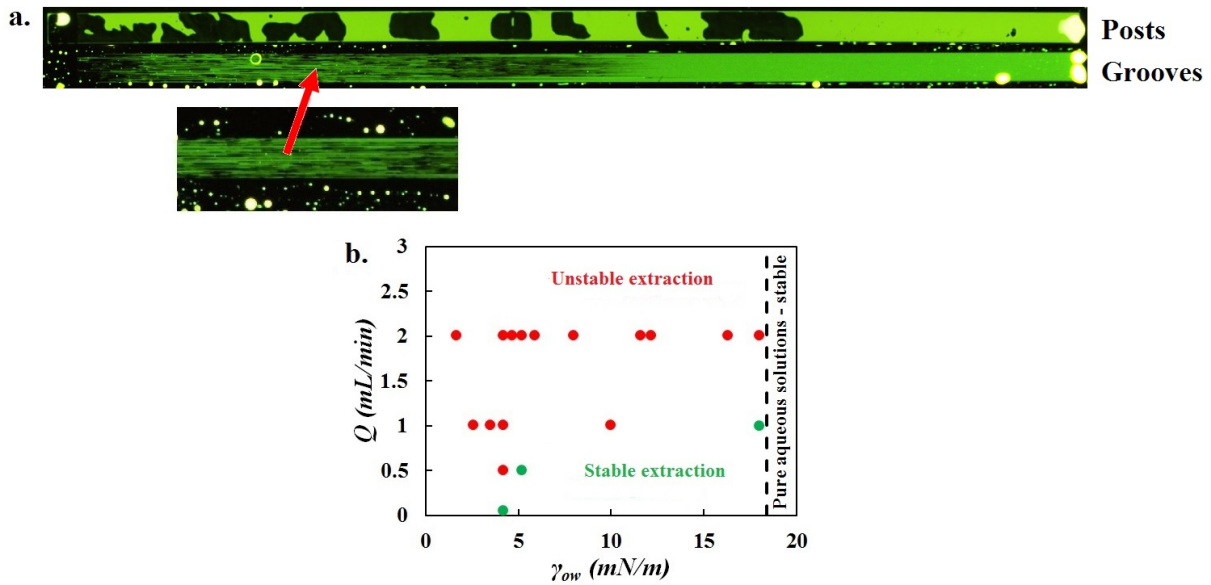 a.
Posts
Grooves
b.
3
2.5
2
1.5
1
0.5
0
Q (mL/min)
Unstable extraction
Stable extraction
Pure aqueous solutions - stable
0
5
10
15
20
γow (mN/m)